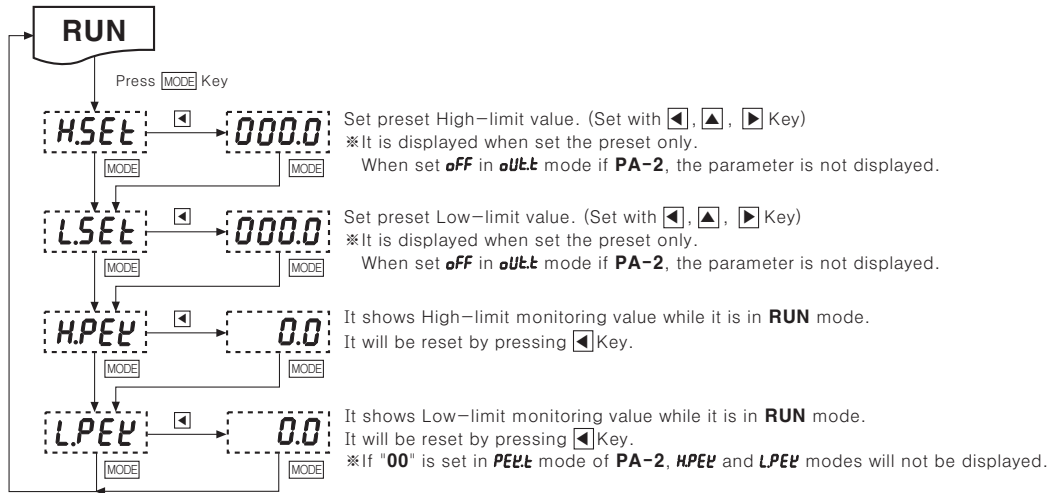 RUN
Press MODE Key
H.SEt ◀ 000.0
MODE MODE
Set preset High-limit value. (Set with ◀, ▲, ▶ Key)
※It is displayed when set the preset only.
When set oFF in oUt.t mode if PA-2, the parameter is not displayed.
L.SEt ◀ 000.0
MODE MODE
Set preset Low-limit value. (Set with ◀, ▲, ▶ Key)
※It is displayed when set the preset only.
When set oFF in oUt.t mode if PA-2, the parameter is not displayed.
H.PEK ◀ 0.0
MODE MODE
It shows High-limit monitoring value while it is in RUN mode.
It will be reset by pressing ◀ Key.
L.PEK ◀ 0.0
MODE MODE
It shows Low-limit monitoring value while it is in RUN mode.
It will be reset by pressing ◀ Key.
※If "00" is set in PEK.t mode of PA-2, H.PEK and L.PEK modes will not be displayed.